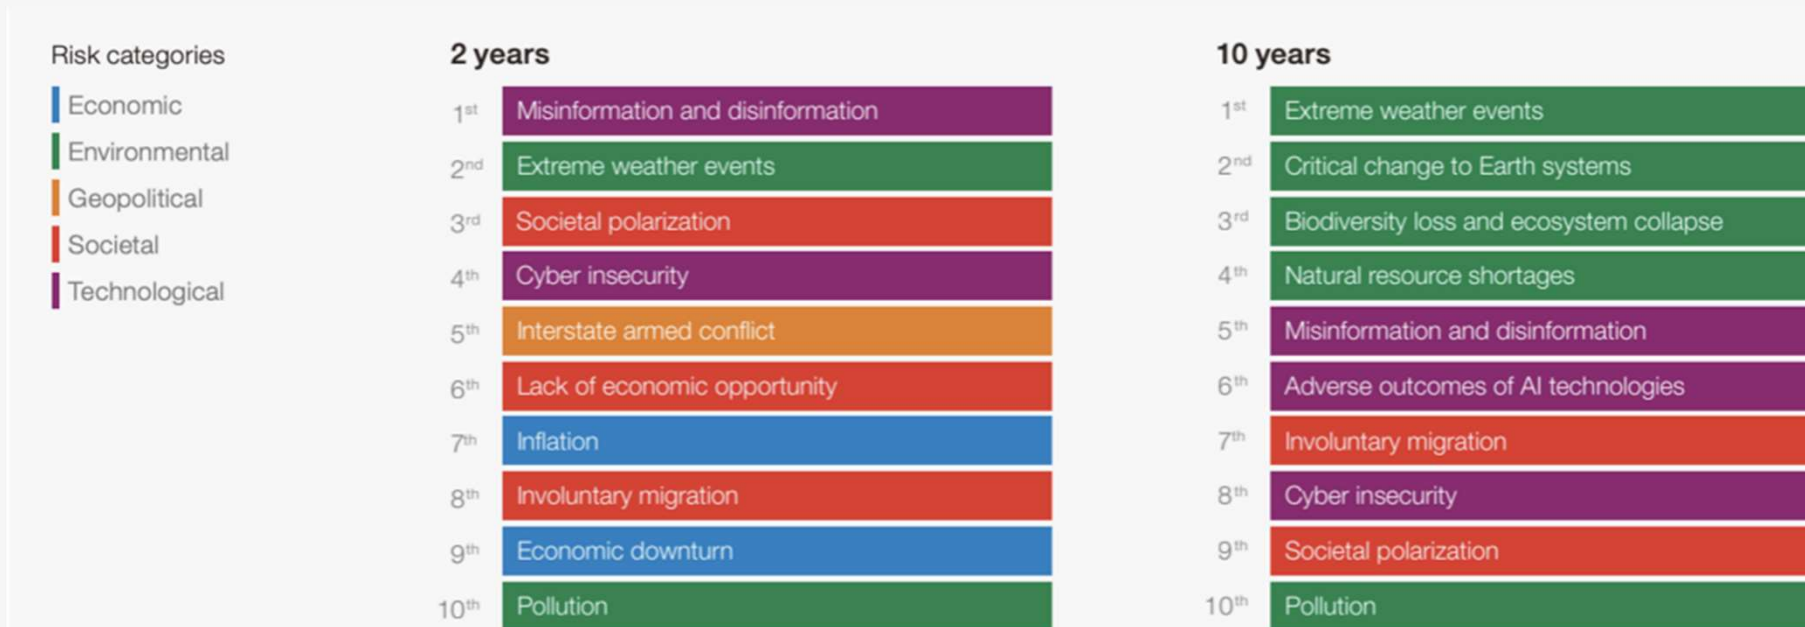 Risk categories
Economic
Environmental
Geopolitical
Societal
Technological
2 years
1st Misinformation and disinformation
2nd Extreme weather events
3rd Societal polarization
4th Cyber insecurity
5th Interstate armed conflict
6th Lack of economic opportunity
7th Inflation
8th Involuntary migration
9th Economic downturn
10th Pollution
10 years
1st Extreme weather events
2nd Critical change to Earth systems
3rd Biodiversity loss and ecosystem collapse
4th Natural resource shortages
5th Misinformation and disinformation
6th Adverse outcomes of AI technologies
7th Involuntary migration
8th Cyber insecurity
9th Societal polarization
10th Pollution